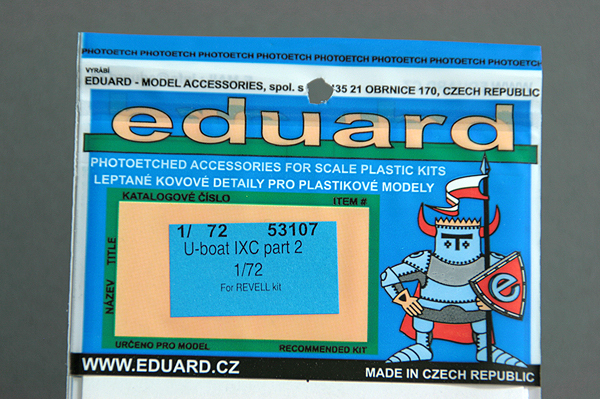 PHOTOETCH PHOTOETCH PHOTOETCH PHOTOETCH PHOTOETCH PHOTOETCH PHOTOETCH PHOTOETCH
VYRÁBÍ
EDUARD - MODEL ACCESSORIES, spol. s 35 21 OBRNICE 170, CZECH REPUBLIC
eduard
PHOTOETCHED ACCESSORIES FOR SCALE PLASTIC KITS
LEPTANÉ KOVOVÉ DETAILY PRO PLASTIKOVÉ MODELY
KATALOGOVÉ ČÍSLO ITEM #
NÁZEV TITLE
1/ 72 53107
U-boat IXC part 2
1/72
For REVELL kit
e
URČENO PRO MODEL RECOMMENDED KIT
WWW.EDUARD.CZ MADE IN CZECH REPUBLIC